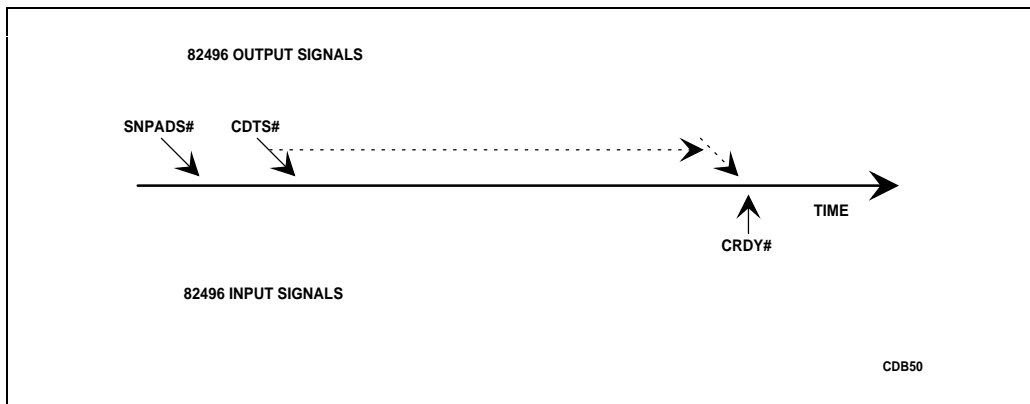 82496 OUTPUT SIGNALS
SNPADS# CDTS#
TIME
CRDY#
82496 INPUT SIGNALS
CDB50